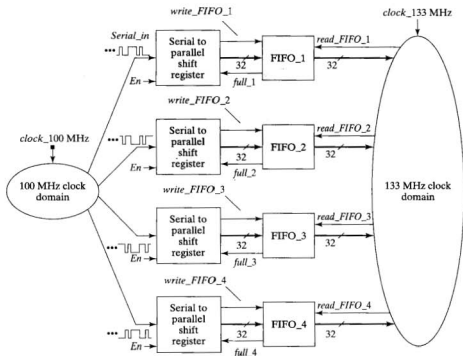 clock_133 MHz
write_FIFO_1
Serial_in
Serial to
parallel
shift
register
En
32
full_1
FIFO_1
read_FIFO_1
32
write_FIFO_2
Serial to
parallel
shift
register
En
32
full_2
FIFO_2
read_FIFO_2
32
clock_100 MHz
100 MHz clock
domain
133 MHz clock
domain
write_FIFO_3
Serial to
parallel
shift
register
En
32
full_3
FIFO_3
read_FIFO_3
32
write_FIFO_4
Serial to
parallel
shift
register
En
32
full_4
FIFO_4
read_FIFO_4
32